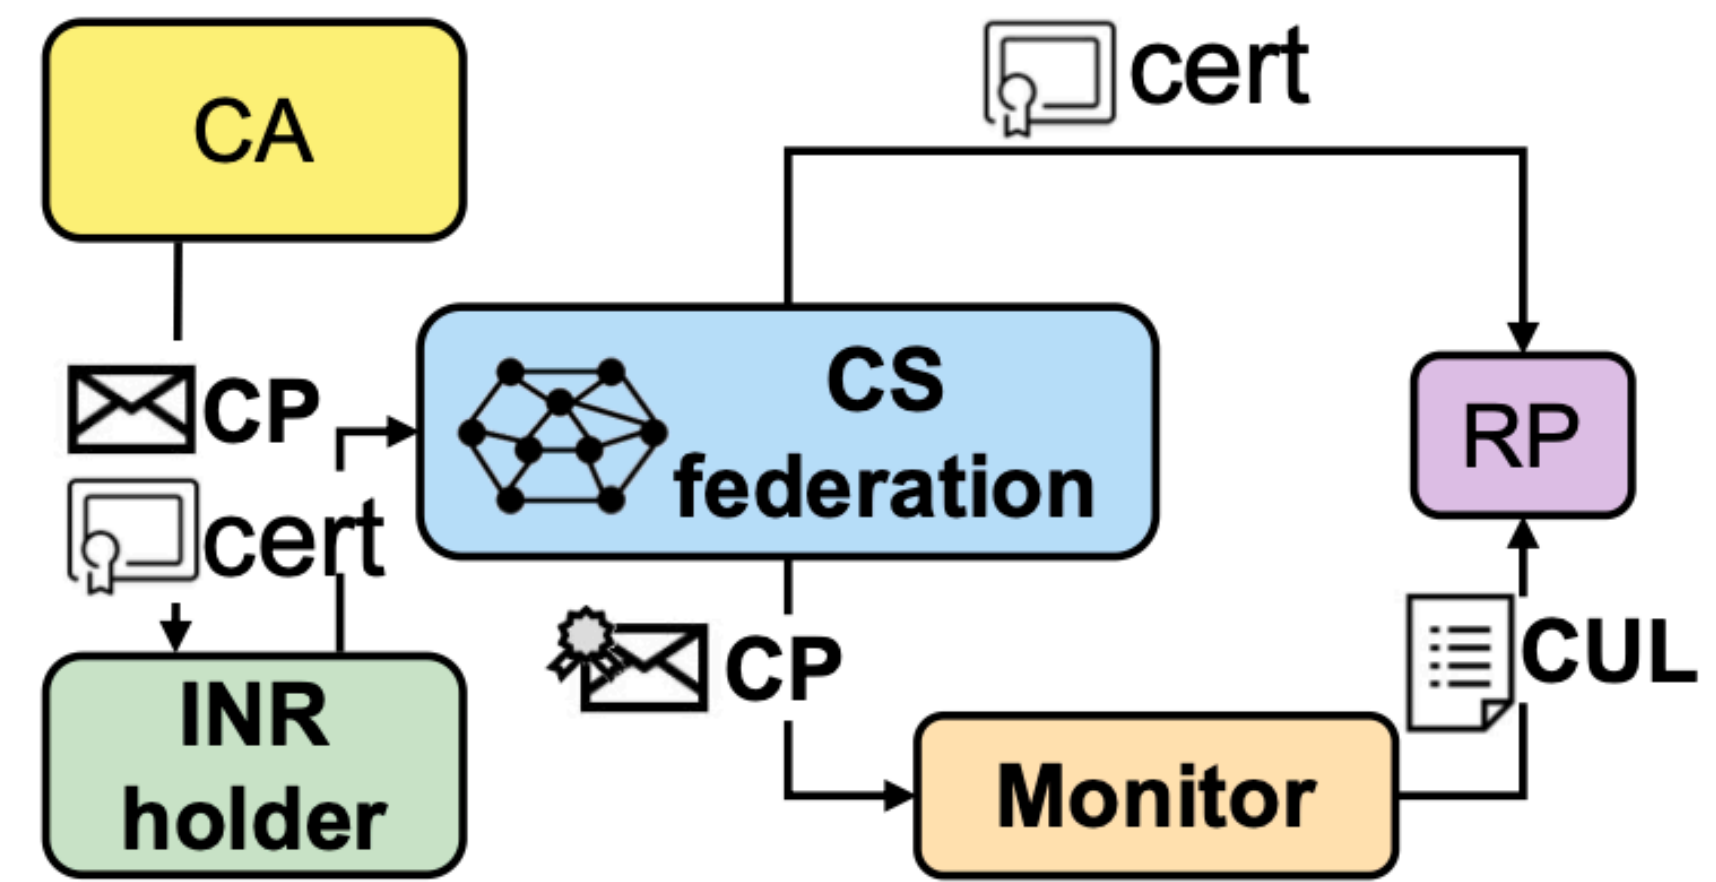 CA
cert
CP
cert
CS
federation
RP
INR
holder
CP
CUL
Monitor